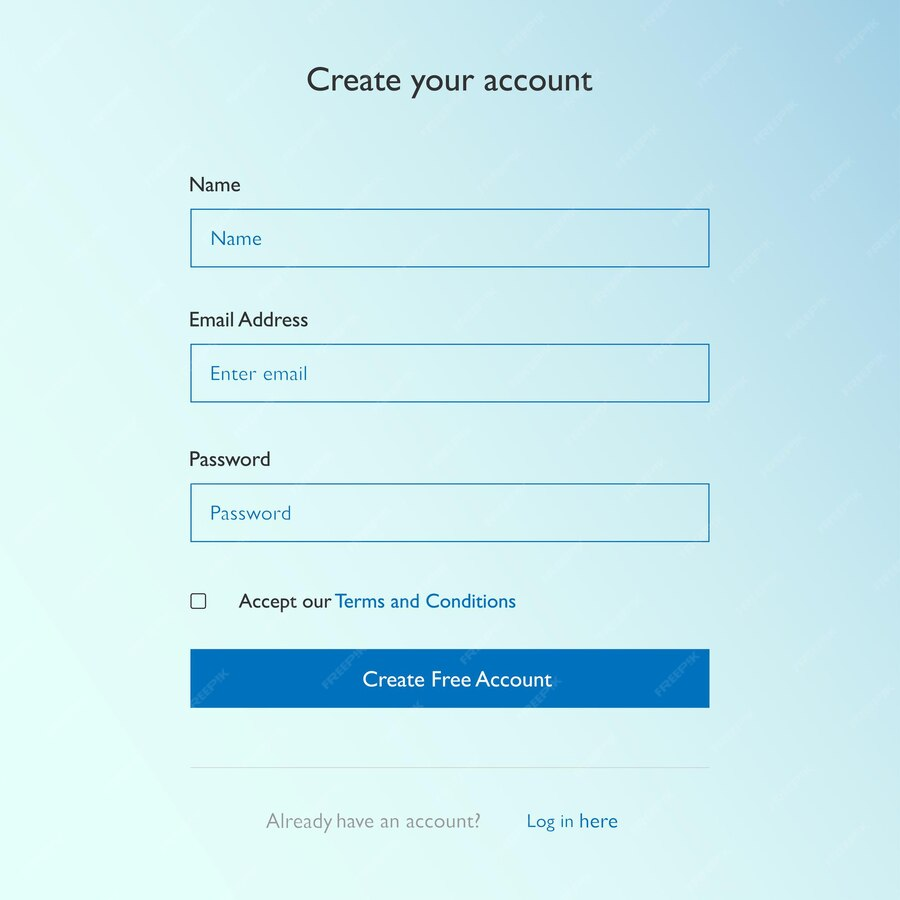 Create your account
Name
Name
Email Address
Enter email
Password
Password
Accept our Terms and Conditions
Create Free Account
Already have an account? Log in here
FREEPIK